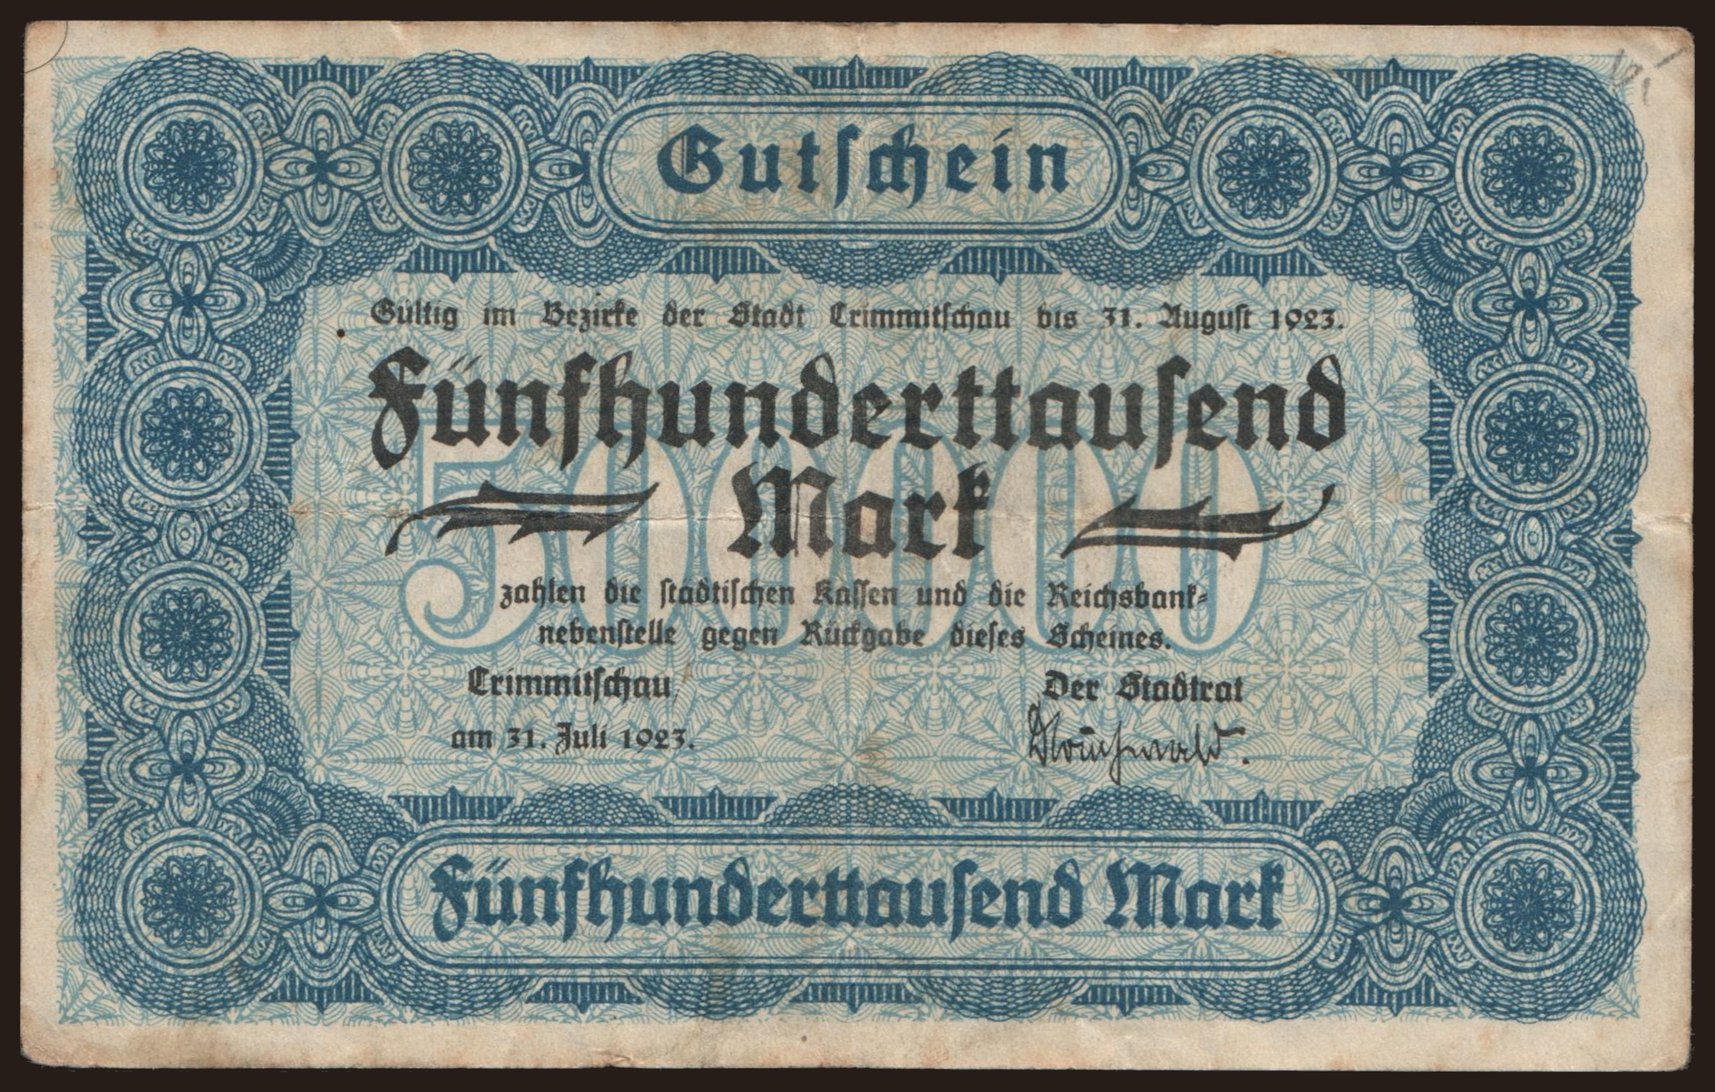 Gutschein
Gültig im Bezirke der Stadt Crimmitschau bis 31. August 1923.
Fünfhunderttausend
Mark
500000
zahlen die städtischen Kassen und die Reichsbank-
nebenstelle gegen Rückgabe dieses Scheines.
Crimmitschau
am 31. Juli 1923.
Der Stadtrat
Fünfhunderttausend Mark